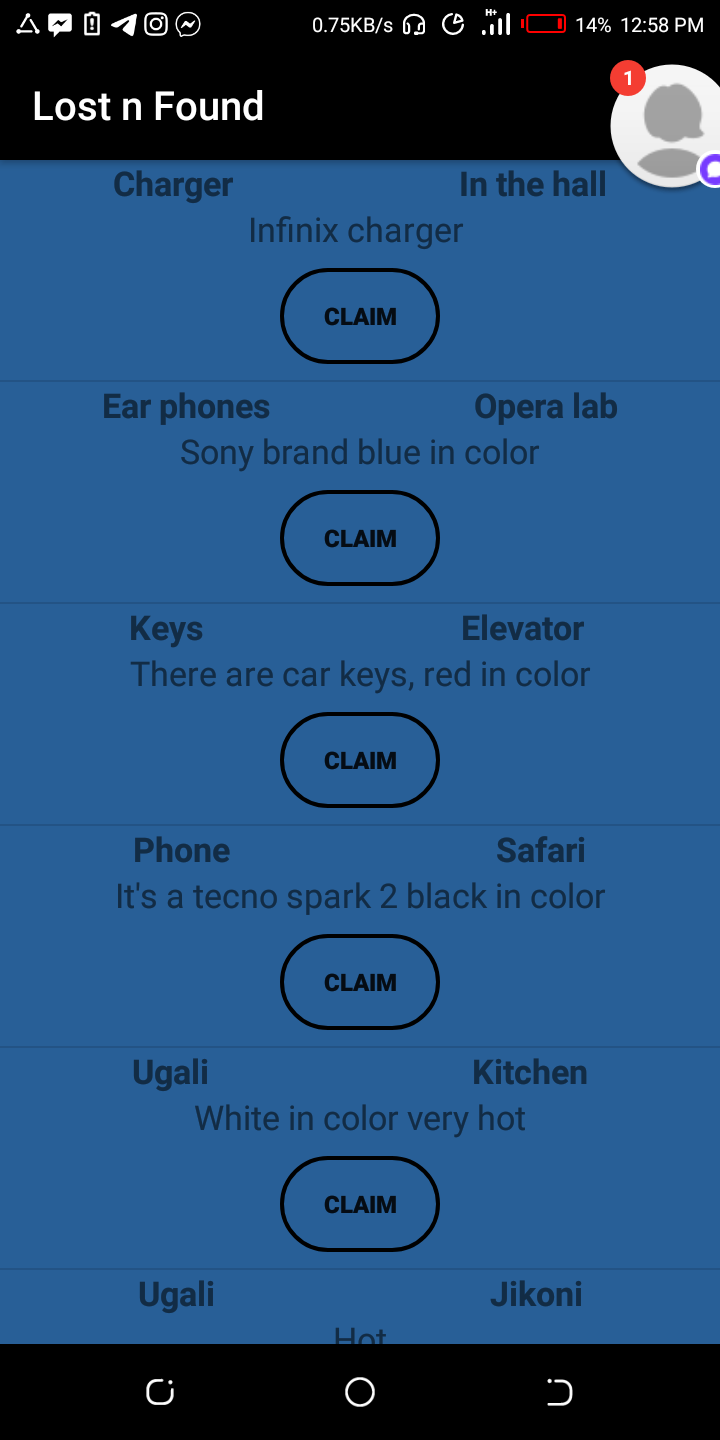 0.75KB/s H+ 14% 12:58 PM
Lost n Found
1
Charger In the hall
Infinix charger
CLAIM
Ear phones Opera lab
Sony brand blue in color
CLAIM
Keys Elevator
There are car keys, red in color
CLAIM
Phone Safari
It's a tecno spark 2 black in color
CLAIM
Ugali Kitchen
White in color very hot
CLAIM
Ugali Jikoni
Hot